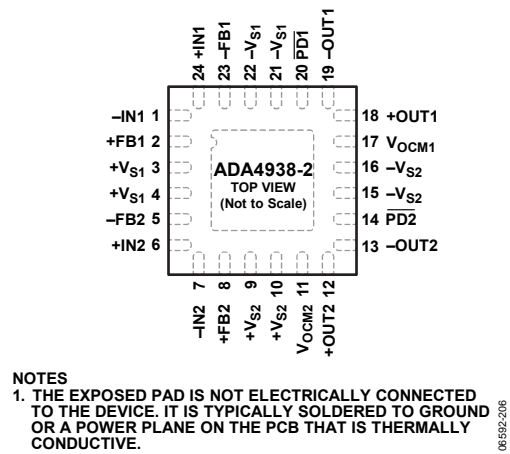 24 +IN1
23 –FB1
22 –VS1
21 –VS1
20 PD1
19 –OUT1
–IN1 1
+FB1 2
+VS1 3
+VS1 4
–FB2 5
+IN2 6
ADA4938-2
TOP VIEW
(Not to Scale)
18 +OUT1
17 VOCM1
16 –VS2
15 –VS2
14 PD2
13 –OUT2
–IN2 7
+FB2 8
+VS2 9
+VS2 10
VOCM2 11
+OUT2 12
NOTES
1. THE EXPOSED PAD IS NOT ELECTRICALLY CONNECTED
TO THE DEVICE. IT IS TYPICALLY SOLDERED TO GROUND
OR A POWER PLANE ON THE PCB THAT IS THERMALLY
CONDUCTIVE.
06592-206